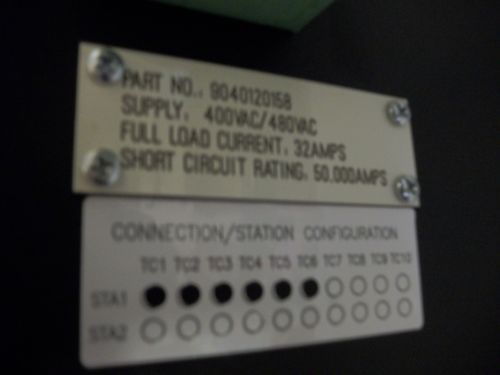 PART NO.: 9040120158
SUPPLY: 400VAC/480VAC
FULL LOAD CURRENT: 32AMPS
SHORT CIRCUIT RATING: 50.000AMPS
CONNECTION/STATION CONFIGURATION
TC1 TC2 TC3 TC4 TC5 TC6 TC7 TC8 TC9 TC10
STA1
STA2